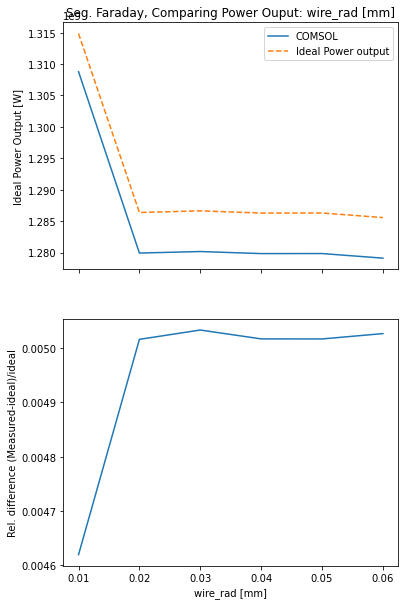 Seg. Faraday, Comparing Power Ouput: wire_rad [mm]
COMSOL
Ideal Power output
1.315
1.310
1.305
1.300
1.295
1.290
1.285
1.280
Ideal Power Output [W]
0.0050
0.0049
0.0048
0.0047
0.0046
Rel. difference (Measured-ideal)/ideal
0.01 0.02 0.03 0.04 0.05 0.06
wire_rad [mm]